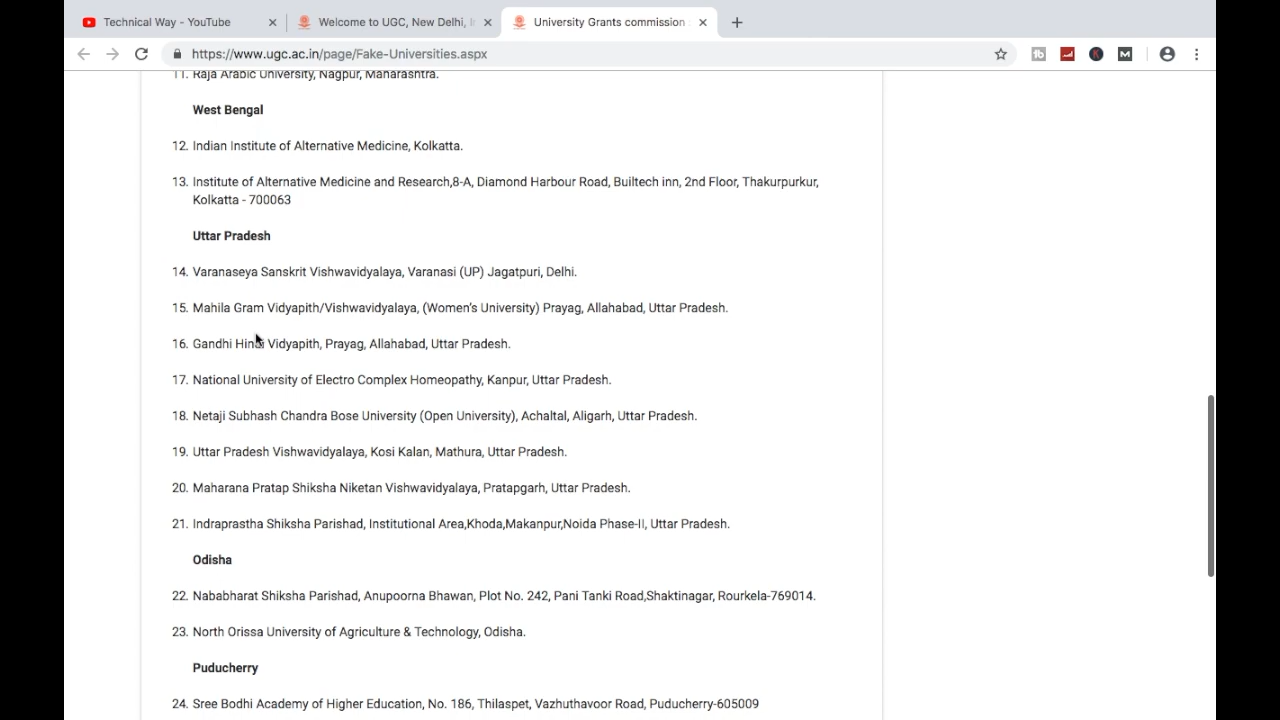 Technical Way - YouTube
Welcome to UGC, New Delhi, I
University Grants commission
https://www.ugc.ac.in/page/Fake-Universities.aspx
11. Raja Arabic University, Nagpur, Maharashtra.
West Bengal
12. Indian Institute of Alternative Medicine, Kolkatta.
13. Institute of Alternative Medicine and Research,8-A, Diamond Harbour Road, Builtech inn, 2nd Floor, Thakurpurkur,
Kolkatta - 700063
Uttar Pradesh
14. Varanaseya Sanskrit Vishwavidyalaya, Varanasi (UP) Jagatpuri, Delhi.
15. Mahila Gram Vidyapith/Vishwavidyalaya, (Women's University) Prayag, Allahabad, Uttar Pradesh.
16. Gandhi Hindi Vidyapith, Prayag, Allahabad, Uttar Pradesh.
17. National University of Electro Complex Homeopathy, Kanpur, Uttar Pradesh.
18. Netaji Subhash Chandra Bose University (Open University), Achaltal, Aligarh, Uttar Pradesh.
19. Uttar Pradesh Vishwavidyalaya, Kosi Kalan, Mathura, Uttar Pradesh.
20. Maharana Pratap Shiksha Niketan Vishwavidyalaya, Pratapgarh, Uttar Pradesh.
21. Indraprastha Shiksha Parishad, Institutional Area,Khoda,Makanpur,Noida Phase-II, Uttar Pradesh.
Odisha
22. Nababharat Shiksha Parishad, Anupoorna Bhawan, Plot No. 242, Pani Tanki Road,Shaktinagar, Rourkela-769014.
23. North Orissa University of Agriculture & Technology, Odisha.
Puducherry
24. Sree Bodhi Academy of Higher Education, No. 186, Thilaspet, Vazhuthavoor Road, Puducherry-605009